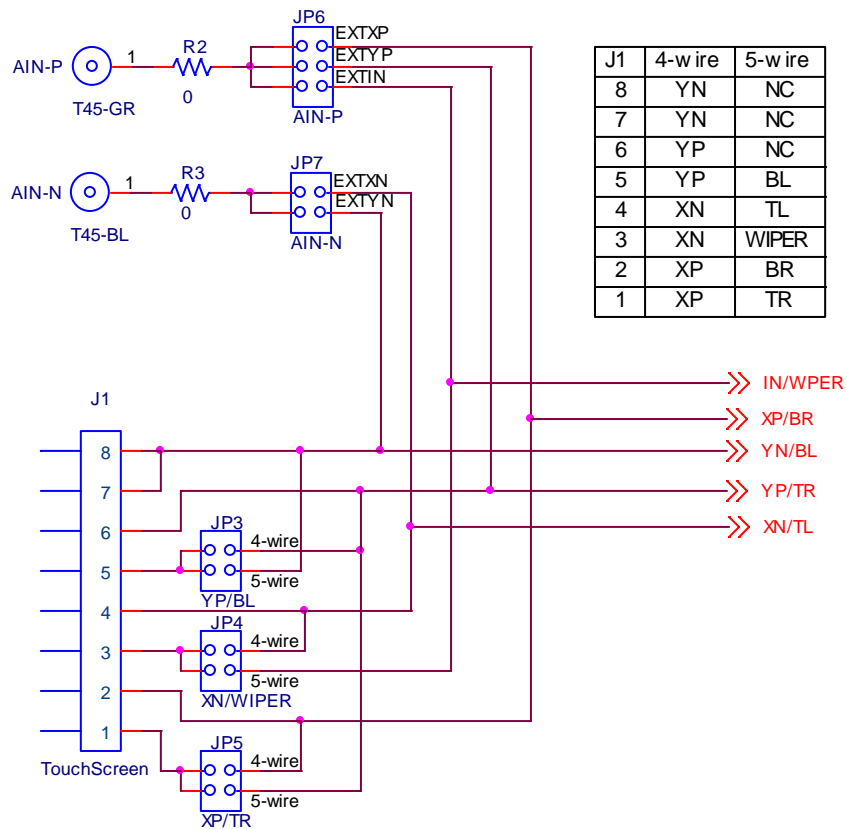 JP6
EXTXP
EXTYP
EXTIN
AIN-P
1
R2
0
T45-GR
AIN-P
JP7
EXTXN
EXTYN
AIN-N
1
R3
0
T45-BL
AIN-N
J1 4-wire 5-wire
8 YN NC
7 YN NC
6 YP NC
5 YP BL
4 XN TL
3 XN WIPER
2 XP BR
1 XP TR
IN/WPER
XP/BR
YN/BL
YP/TR
XN/TL
J1
8
7
6
5
4
3
2
1
TouchScreen
JP3
4-wire
5-wire
YP/BL
JP4
4-wire
5-wire
XN/WIPER
JP5
4-wire
5-wire
XP/TR